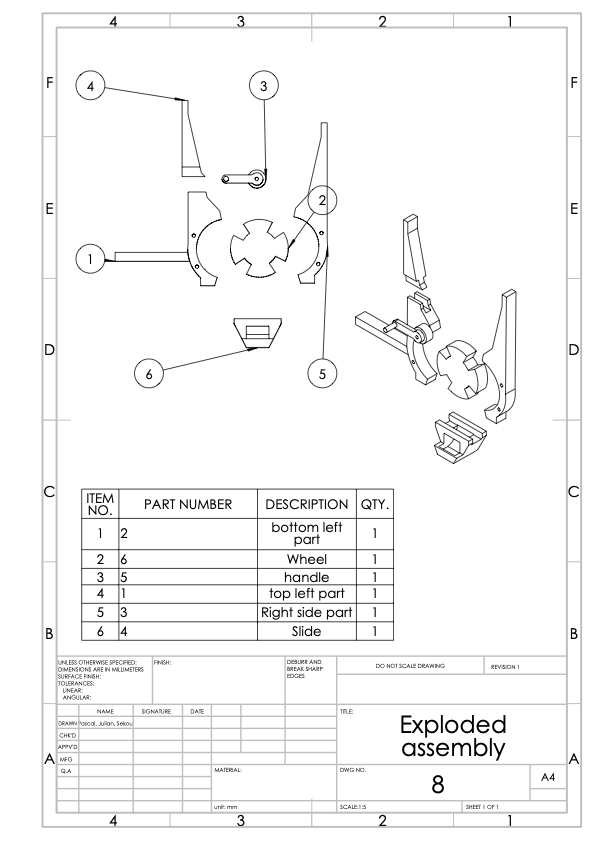 4 3 2 1
F F
4 3
E E
2
1
D D
6 5
C C
ITEM NO. PART NUMBER DESCRIPTION QTY.
1 2 bottom left part 1
2 6 Wheel 1
3 5 handle 1
4 1 top left part 1
5 3 Right side part 1
6 4 Slide 1
B B
UNLESS OTHERWISE SPECIFIED:
DIMENSIONS ARE IN MILLIMETERS
SURFACE FINISH:
TOLERANCES:
LINEAR:
ANGULAR:
FINISH:
DEBURR AND
BREAK SHARP
EDGES
DO NOT SCALE DRAWING REVISION 1
NAME SIGNATURE DATE
DRAWN Pascal, Julian, Sekou
CHK'D
APPV'D
MFG
Q.A
TITLE:
Exploded
assembly
A A
MATERIAL:
DWG NO.
8
A4
unit: mm
SCALE:1:5 SHEET 1 OF 1
4 3 2 1